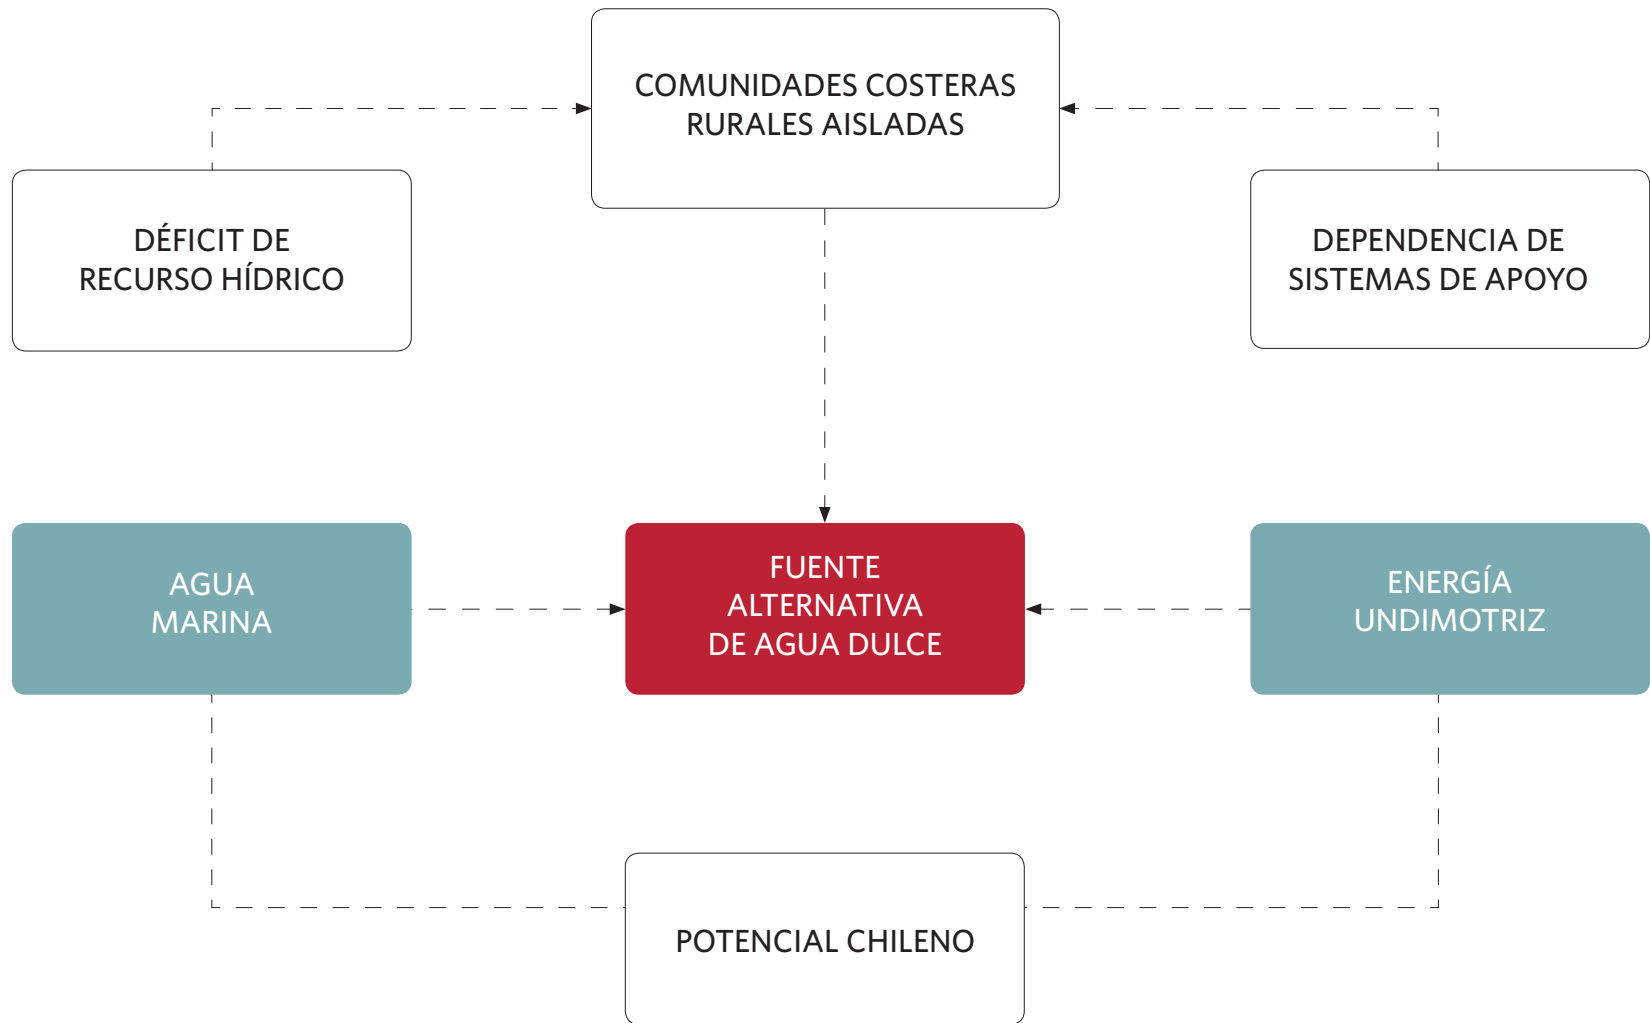 COMUNIDADES COSTERAS
RURALES AISLADAS
DÉFICIT DE
RECURSO HÍDRICO
DEPENDENCIA DE
SISTEMAS DE APOYO
AGUA
MARINA
FUENTE
ALTERNATIVA
DE AGUA DULCE
ENERGÍA
UNDIMOTRIZ
POTENCIAL CHILENO